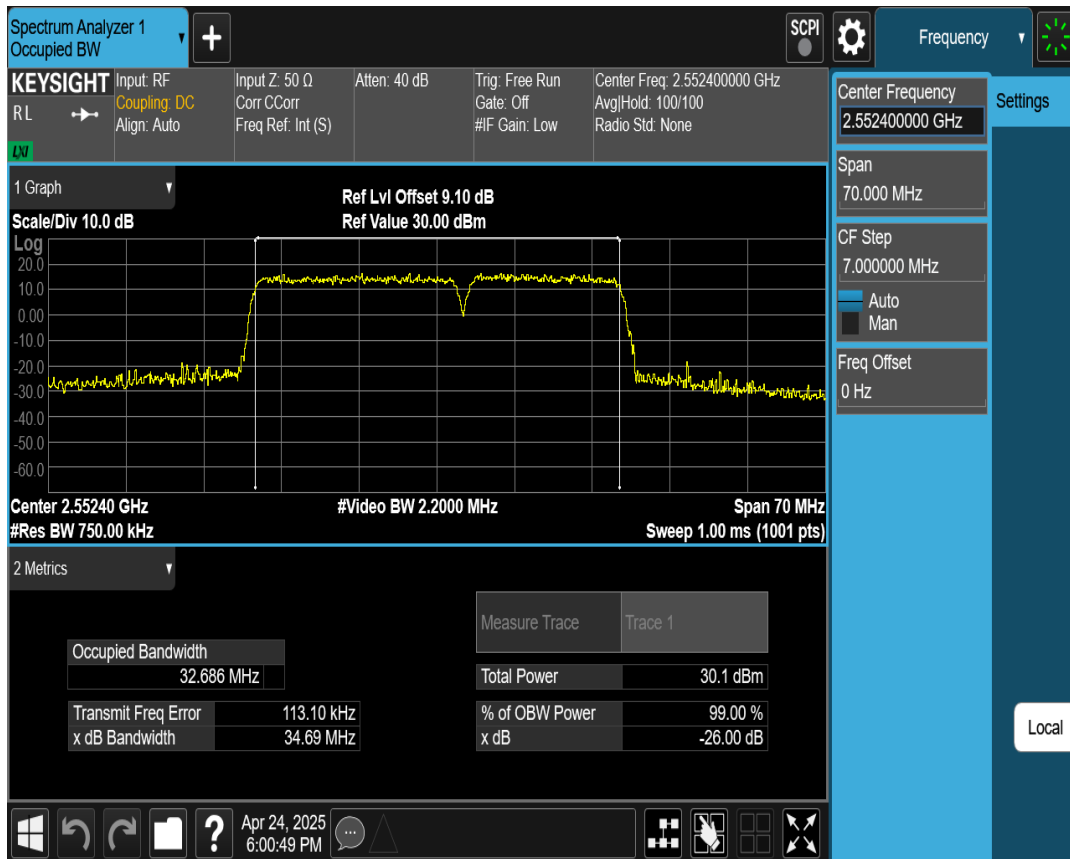 Spectrum Analyzer 1
Occupied BW
+
SCPI
Frequency
KEYSIGHT
RL
LXI
Input: RF
Coupling: DC
Align: Auto
Input Z: 50 Ω
Corr CCorr
Freq Ref: Int (S)
Atten: 40 dB
Trig: Free Run
Gate: Off
#IF Gain: Low
Center Freq: 2.552400000 GHz
Avg|Hold: 100/100
Radio Std: None
Center Frequency
2.552400000 GHz
Settings
Span
70.000 MHz
CF Step
7.000000 MHz
Auto
Man
Freq Offset
0 Hz
Local
1 Graph
Scale/Div 10.0 dB
Ref Lvl Offset 9.10 dB
Ref Value 30.00 dBm
Log
20.0
10.0
0.00
-10.0
-20.0
-30.0
-40.0
-50.0
-60.0
Center 2.55240 GHz
#Video BW 2.2000 MHz
Span 70 MHz
#Res BW 750.00 kHz
Sweep 1.00 ms (1001 pts)
2 Metrics
Measure Trace
Trace 1
Occupied Bandwidth
32.686 MHz
Total Power
30.1 dBm
Transmit Freq Error
113.10 kHz
% of OBW Power
99.00 %
x dB Bandwidth
34.69 MHz
x dB
-26.00 dB
?
Apr 24, 2025
6:00:49 PM